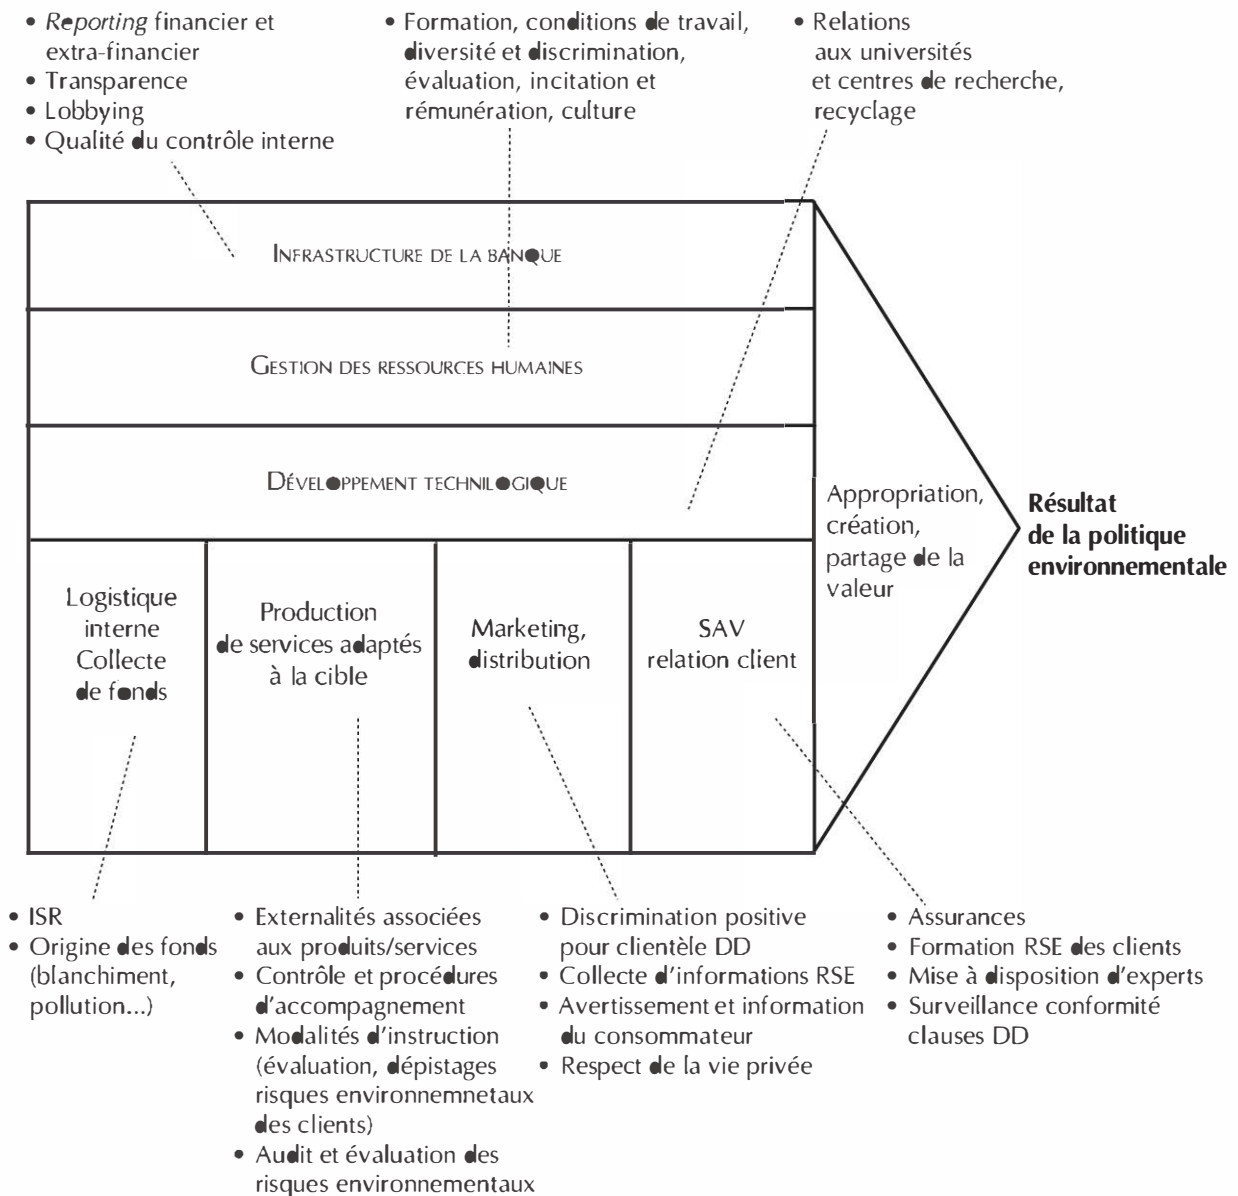 • Reporting financier et
extra-financier
• Transparence
• Lobbying
• Qualité du contrôle interne
• Formation, conditions de travail,
diversité et discrimination,
évaluation, incitation et
rémunération, culture
• Relations
aux universités
et centres de recherche,
recyclage
INFRASTRUCTURE DE LA BANQUE
GESTION DES RESSOURCES HUMAINES
DÉVELOPPEMENT TECHNILOGIQUE
Logistique
interne
Collecte
de fonds
Production
de services adaptés
à la cible
Marketing,
distribution
SAV
relation client
Appropriation,
création,
partage de la
valeur
Résultat
de la politique
environnementale
• ISR
• Origine des fonds
(blanchiment,
pollution...)
• Externalités associées
aux produits/services
• Contrôle et procédures
d'accompagnement
• Modalités d'instruction
(évaluation, dépistages
risques environnemnetaux
des clients)
• Audit et évaluation des
risques environnementaux
• Discrimination positive
pour clientèle DD
• Collecte d'informations RSE
• Avertissement et information
du consommateur
• Respect de la vie privée
• Assurances
• Formation RSE des clients
• Mise à disposition d'experts
• Surveillance conformité
clauses DD